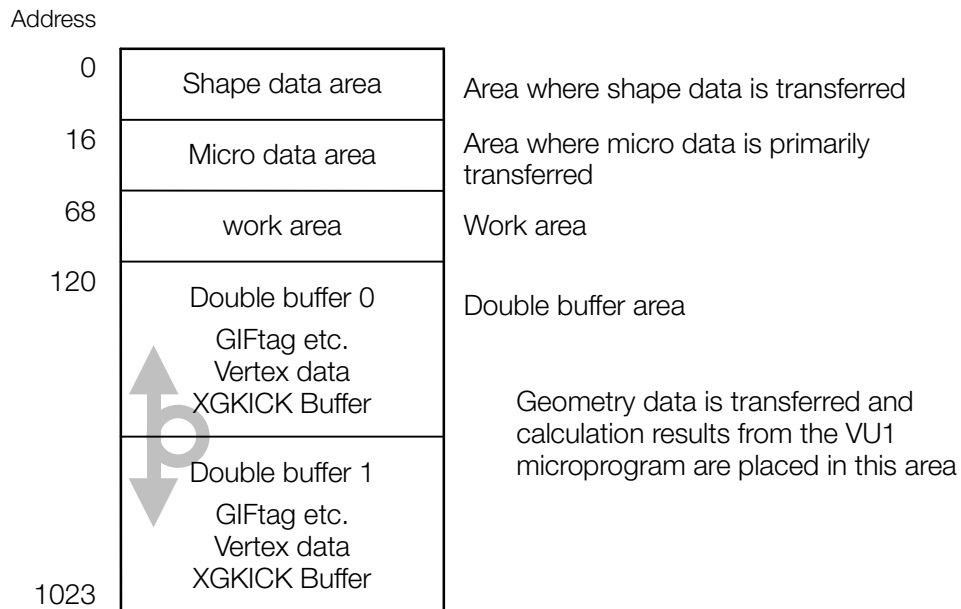 Address
0
Shape data area
Area where shape data is transferred
16
Micro data area
Area where micro data is primarily
transferred
68
work area
Work area
120
Double buffer 0
Double buffer area
GIFtag etc.
Vertex data
XGKICK Buffer
Geometry data is transferred and
calculation results from the VU1
microprogram are placed in this area
Double buffer 1
GIFtag etc.
Vertex data
XGKICK Buffer
1023